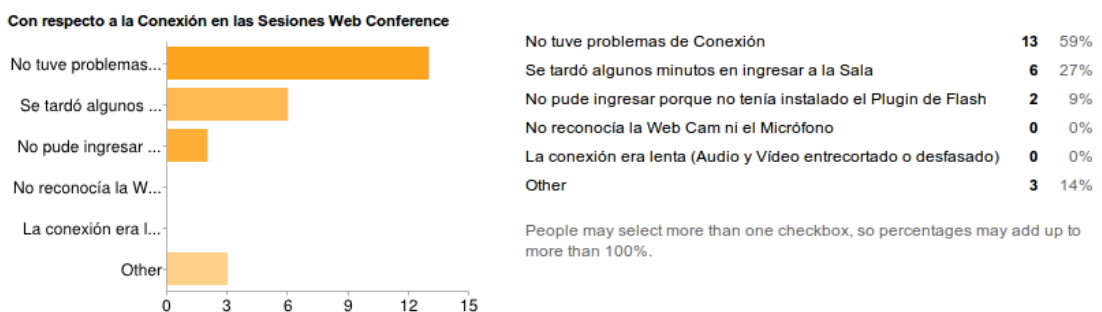 Con respecto a la Conexión en las Sesiones Web Conference
No tuve problemas...
Se tardó algunos ...
No pude ingresar ...
No reconocía la W...
La conexión era l...
Other
0 3 6 9 12 15
No tuve problemas de Conexión 13 59%
Se tardó algunos minutos en ingresar a la Sala 6 27%
No pude ingresar porque no tenía instalado el Plugin de Flash 2 9%
No reconocía la Web Cam ni el Micrófono 0 0%
La conexión era lenta (Audio y Vídeo entrecortado o desfasado) 0 0%
Other 3 14%
People may select more than one checkbox, so percentages may add up to
more than 100%.